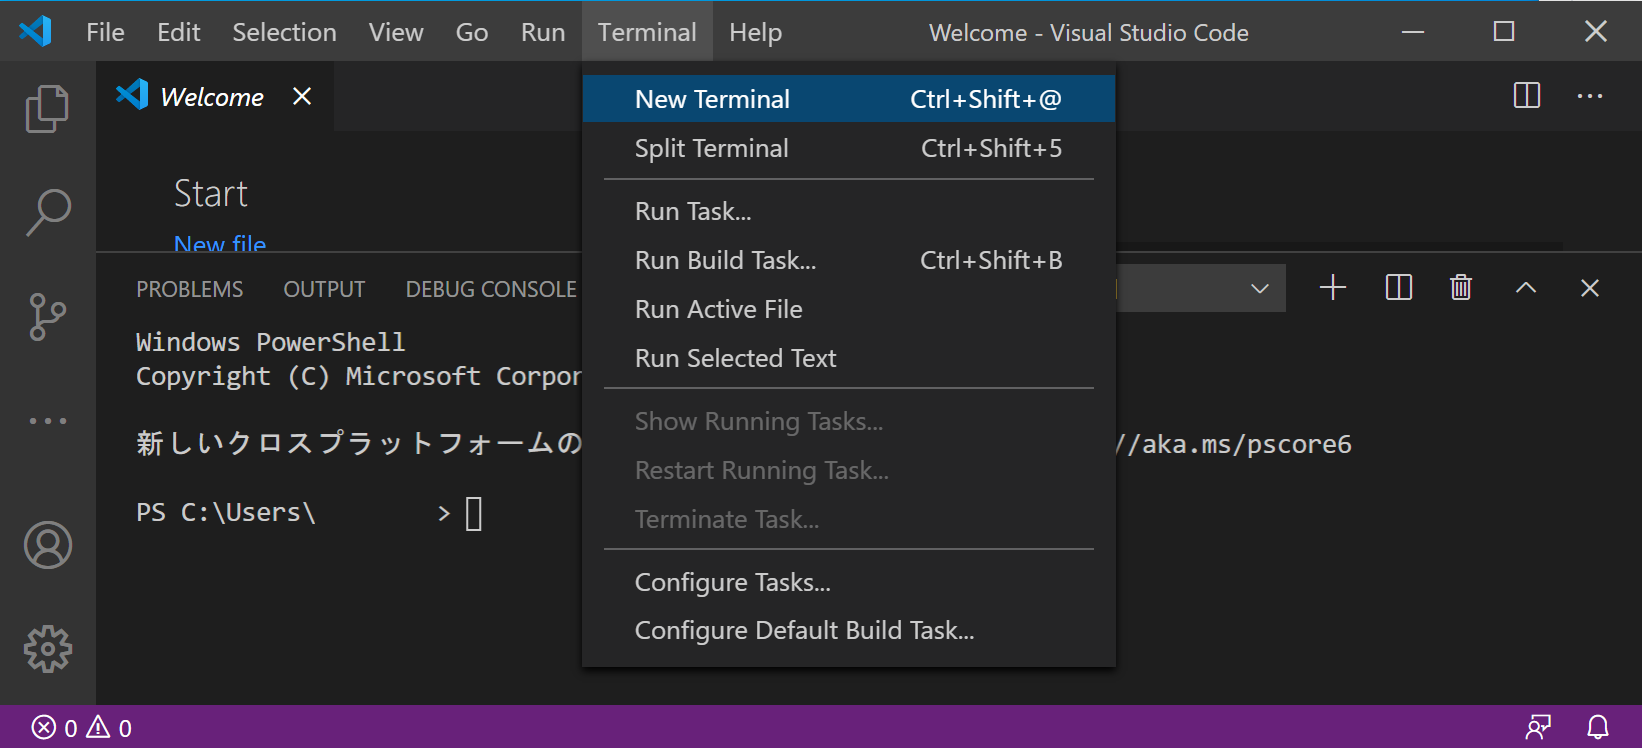 File Edit Selection View Go Run Terminal Help Welcome - Visual Studio Code
Welcome
New Terminal Ctrl+Shift+@
Split Terminal Ctrl+Shift+5
Run Task...
Run Build Task... Ctrl+Shift+B
Run Active File
Run Selected Text
Show Running Tasks...
Restart Running Task...
Terminate Task...
Configure Tasks...
Configure Default Build Task...
Start
New file
PROBLEMS OUTPUT DEBUG CONSOLE
Windows PowerShell
Copyright (C) Microsoft Corpor
新しいクロスプラットフォームの //aka.ms/pscore6
PS C:\Users\ >
0 0